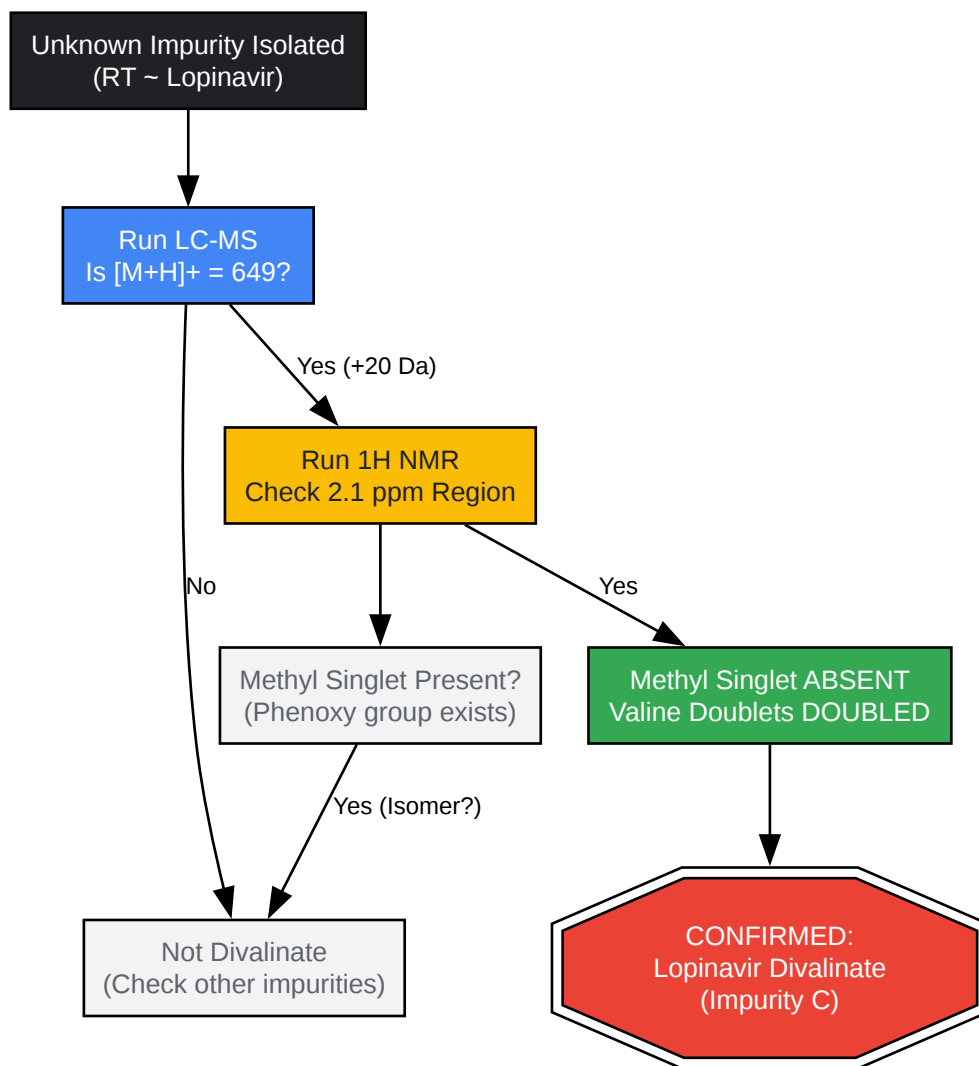 Unknown Impurity Isolated
(RT ~ Lopinavir)
Run LC-MS
Is [M+H]+ = 649?
Yes (+20 Da)
Run 1H NMR
Check 2.1 ppm Region
No
Yes
Methyl Singlet Present?
(Phenoxy group exists)
Methyl Singlet ABSENT
Valine Doublets DOUBLED
Yes (Isomer?)
Not Divalinate
(Check other impurities)
CONFIRMED:
Lopinavir Divalinate
(Impurity C)